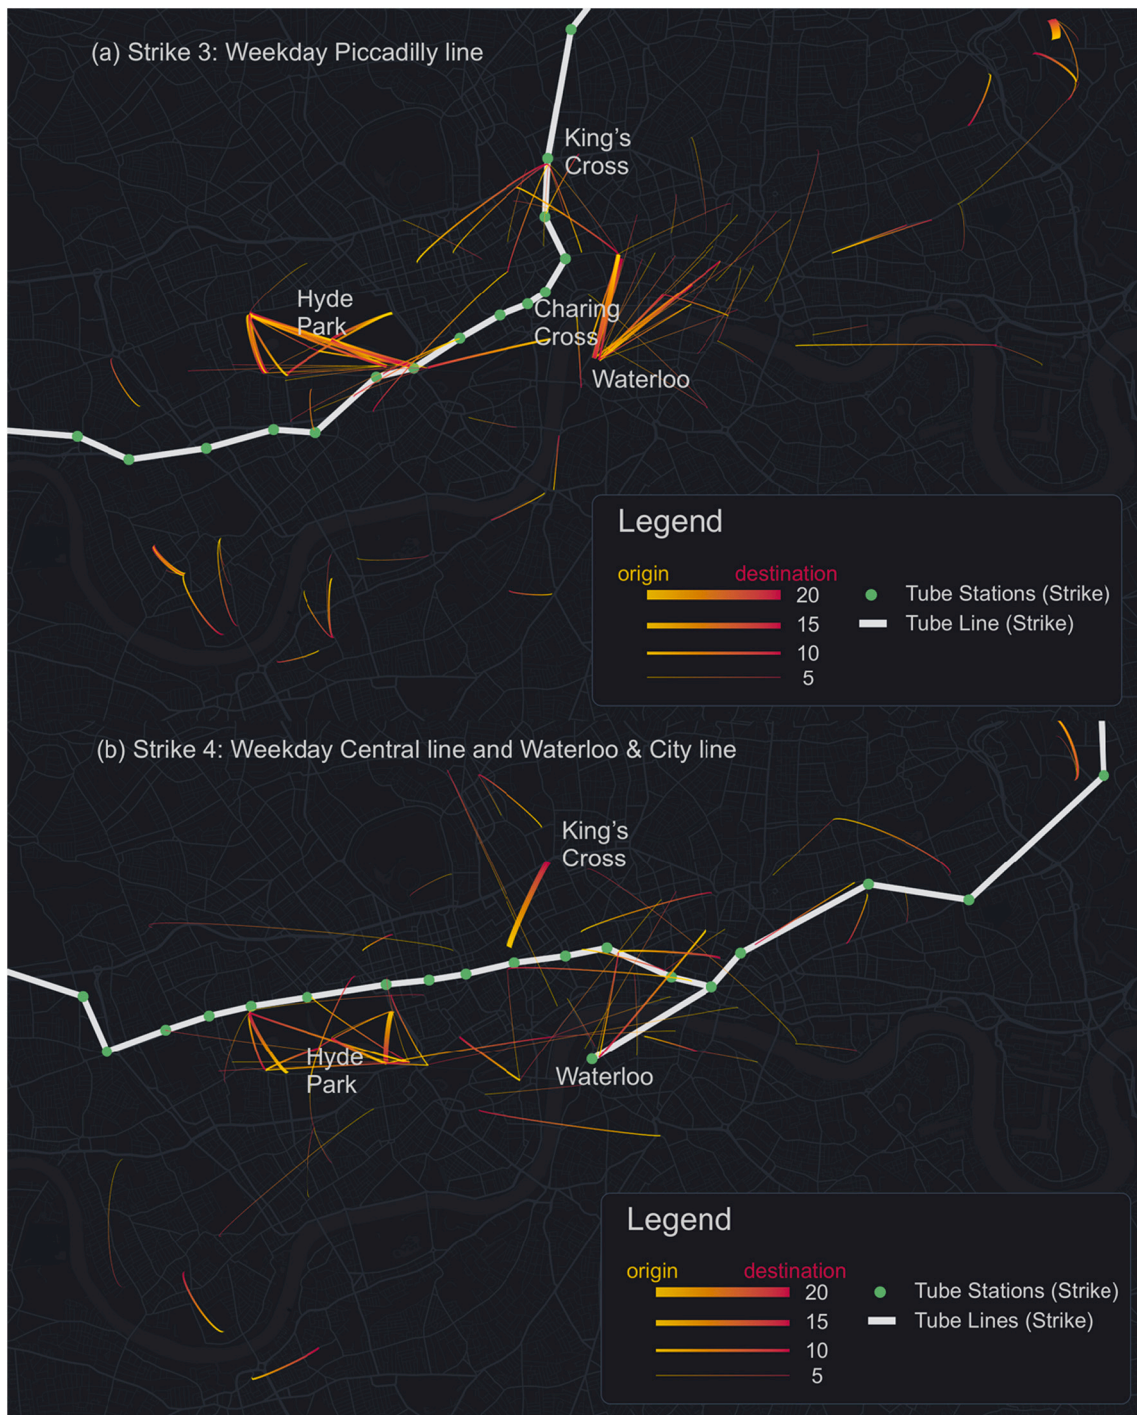 (a) Strike 3: Weekday Piccadilly line
King's
Cross
Hyde
Park
Charing
Cross
Waterloo
Legend
origin destination
20
15
10
5
Tube Stations (Strike)
Tube Line (Strike)
(b) Strike 4: Weekday Central line and Waterloo & City line
King's
Cross
Hyde
Park
Waterloo
Legend
origin destination
20
15
10
5
Tube Stations (Strike)
Tube Lines (Strike)